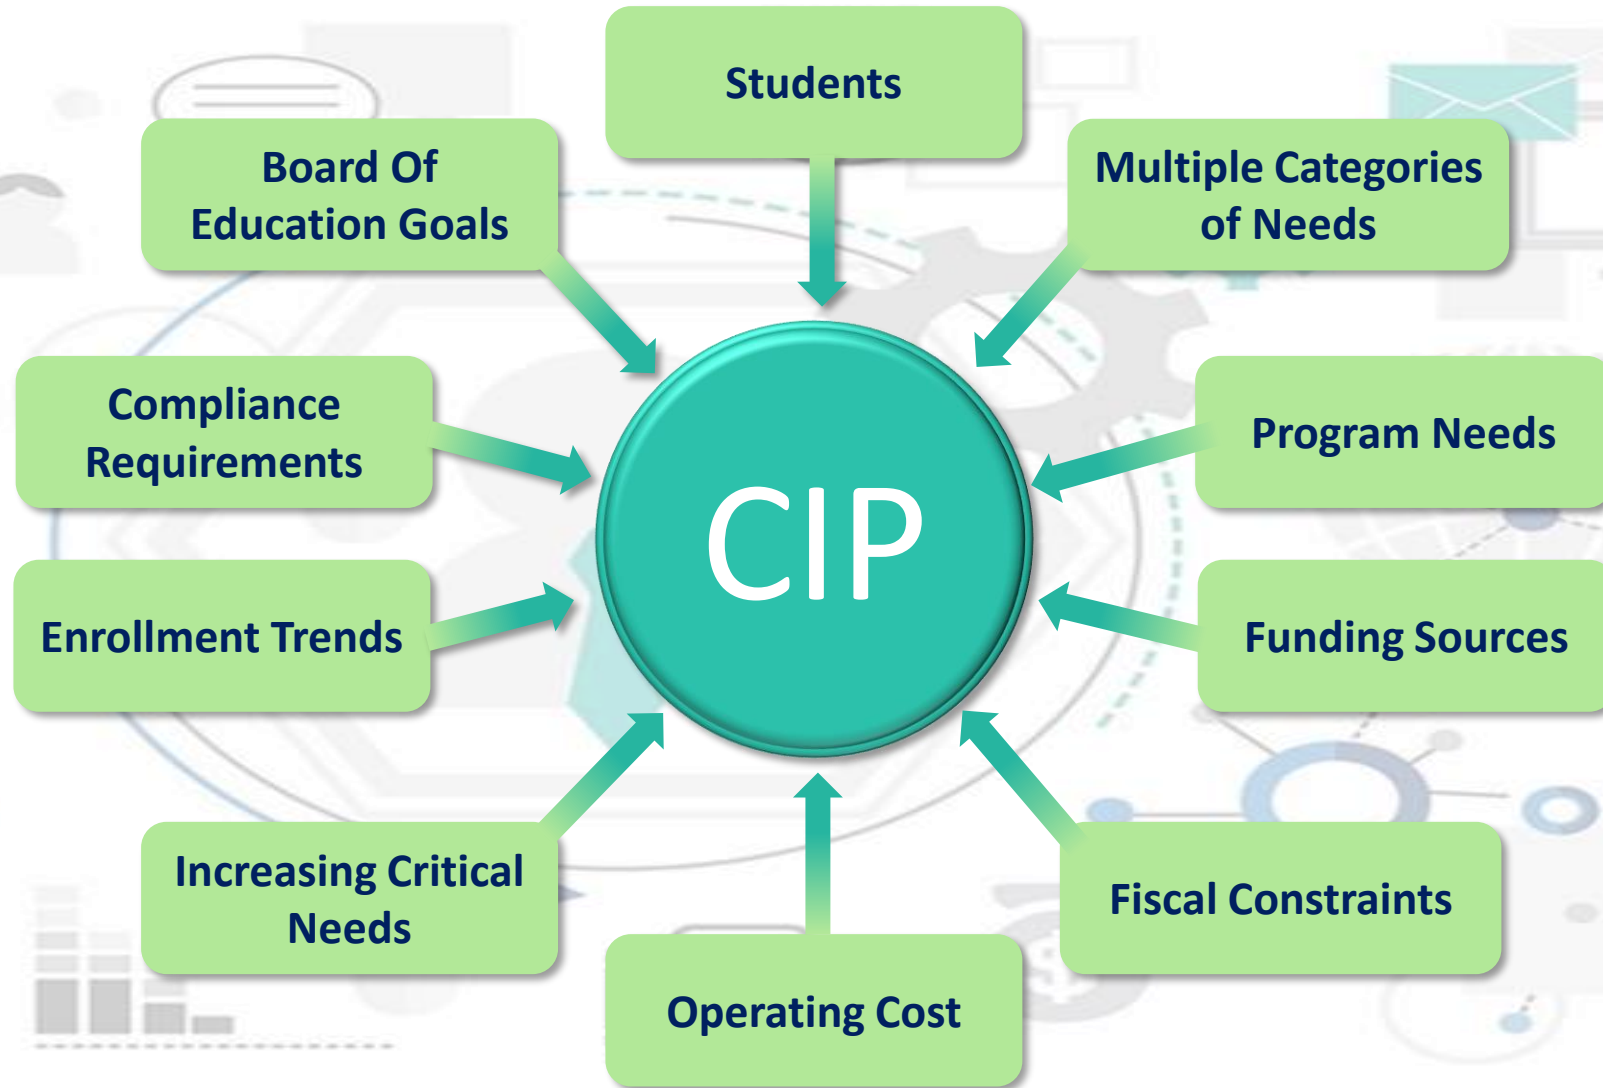 Students
Board Of
Education Goals
Multiple Categories
of Needs
Compliance
Requirements
Program Needs
CIP
Enrollment Trends
Funding Sources
Increasing Critical
Needs
Fiscal Constraints
Operating Cost